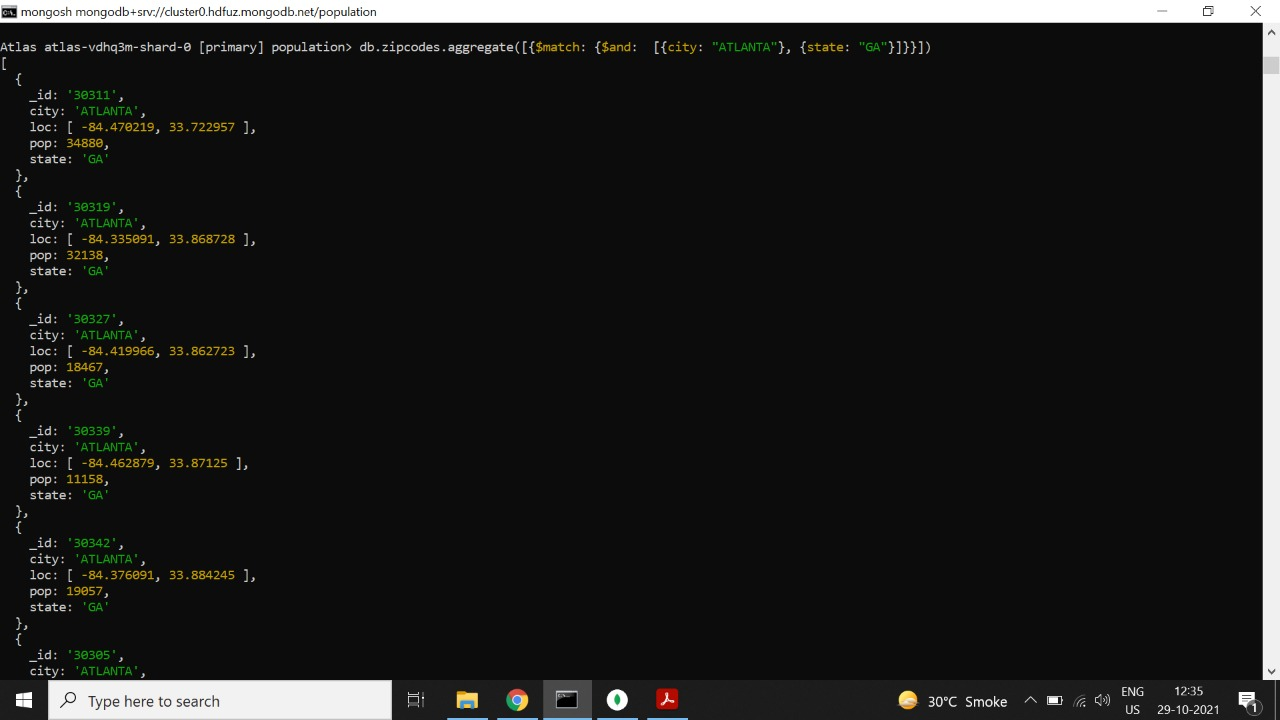 mongosh mongodb+srv://cluster0.hdfuz.mongodb.net/population
Atlas atlas-vdhq3m-shard-0 [primary] population> db.zipcodes.aggregate([{$match: {$and:  [{city: "ATLANTA"}, {state: "GA"}]}}])
[
  {
    _id: '30311',
    city: 'ATLANTA',
    loc: [ -84.470219, 33.722957 ],
    pop: 34880,
    state: 'GA'
  },
  {
    _id: '30319',
    city: 'ATLANTA',
    loc: [ -84.335091, 33.868728 ],
    pop: 32138,
    state: 'GA'
  },
  {
    _id: '30327',
    city: 'ATLANTA',
    loc: [ -84.419966, 33.862723 ],
    pop: 18467,
    state: 'GA'
  },
  {
    _id: '30339',
    city: 'ATLANTA',
    loc: [ -84.462879, 33.87125 ],
    pop: 11158,
    state: 'GA'
  },
  {
    _id: '30342',
    city: 'ATLANTA',
    loc: [ -84.376091, 33.884245 ],
    pop: 19057,
    state: 'GA'
  },
  {
    _id: '30305',
    city: 'ATLANTA',
Type here to search
30°C Smoke
ENG
US
12:35
29-10-2021
1